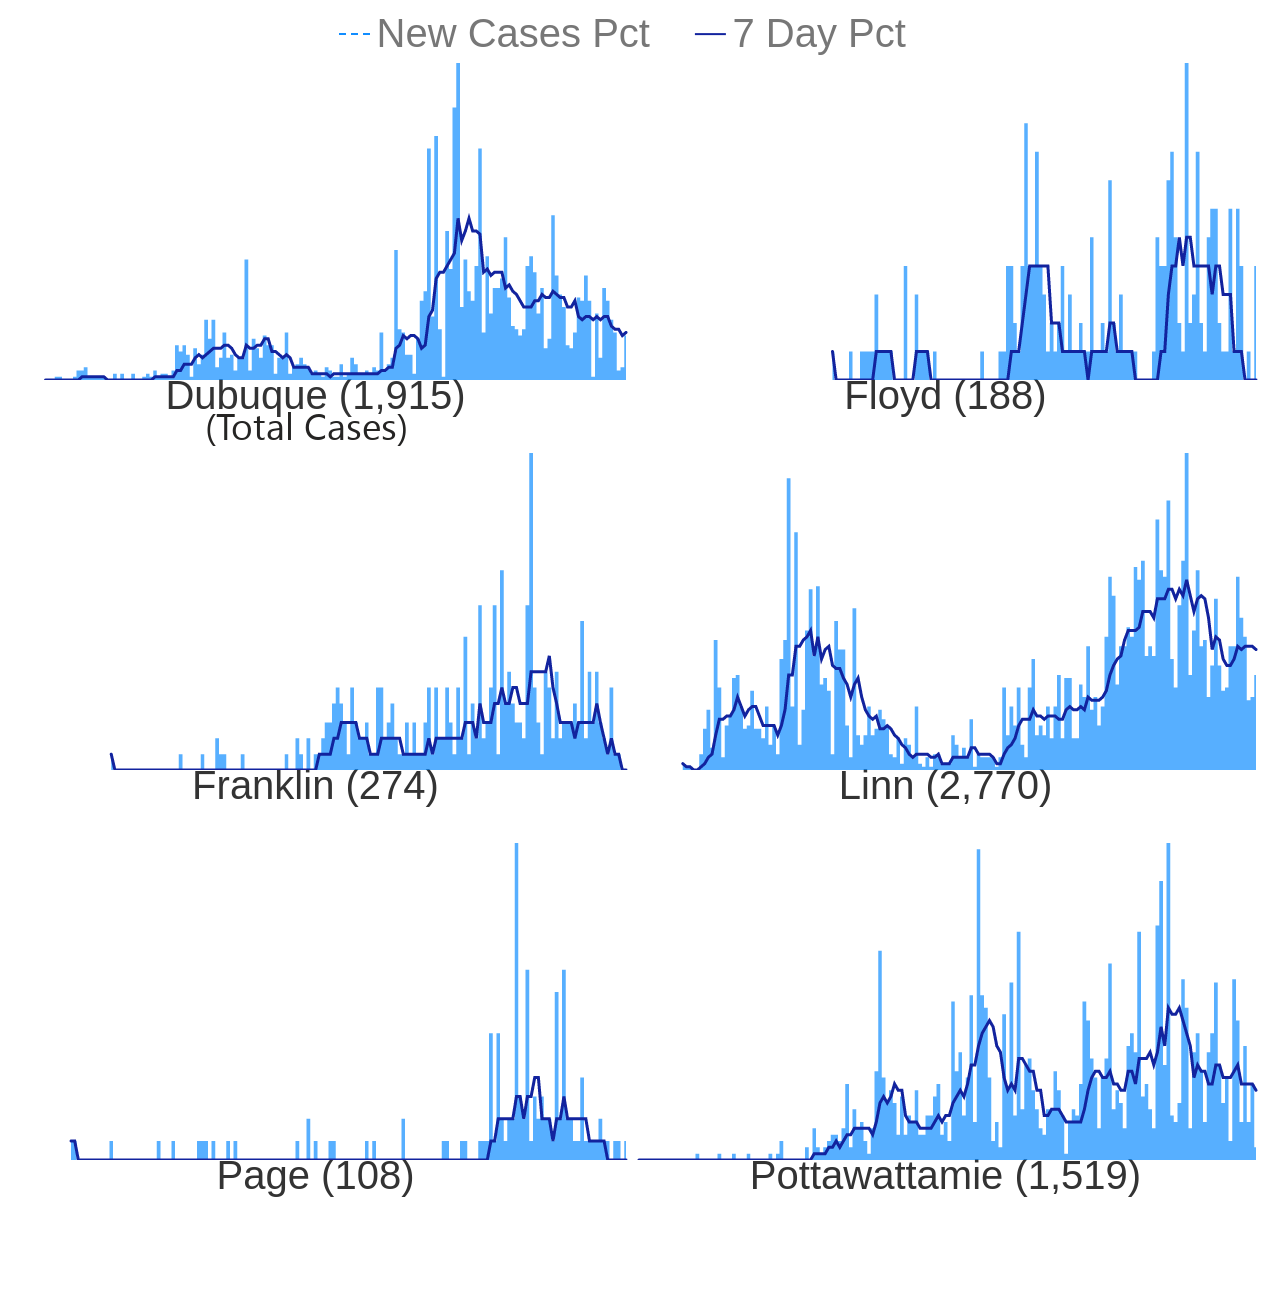 New Cases Pct 7 Day Pct
Dubuque (1,915) Floyd (188)
(Total Cases)
Franklin (274) Linn (2,770)
Page (108) Pottawattamie (1,519)